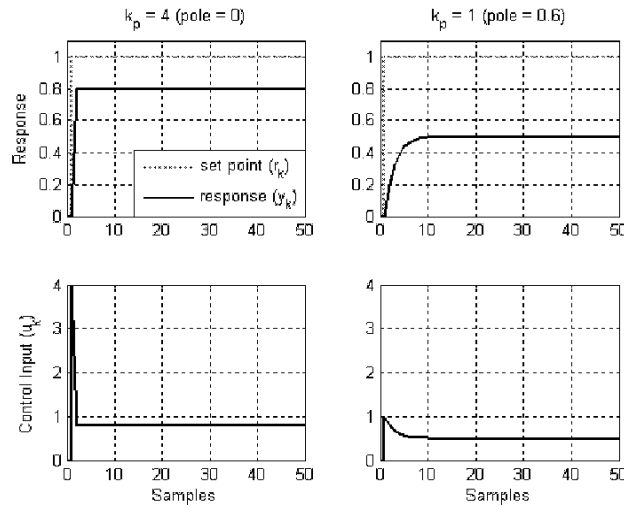 k_p = 4 (pole = 0)
k_p = 1 (pole = 0.6)
Response
1
0.8
0.6
0.4
0.2
0
set point (r_k)
response (y_k)
0 10 20 30 40 50
1
0.8
0.6
0.4
0.2
0
0 10 20 30 40 50
Control Input (u_k)
4
3
2
1
0
0 10 20 30 40 50
Samples
4
3
2
1
0
0 10 20 30 40 50
Samples